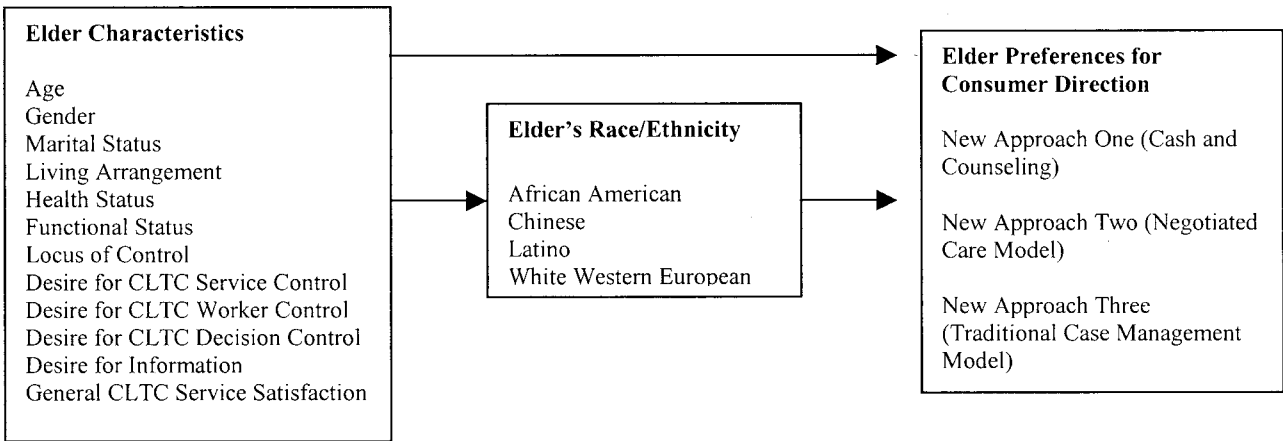 Elder Characteristics
Age
Gender
Marital Status
Living Arrangement
Health Status
Functional Status
Locus of Control
Desire for CLTC Service Control
Desire for CLTC Worker Control
Desire for CLTC Decision Control
Desire for Information
General CLTC Service Satisfaction
Elder's Race/Ethnicity
African American
Chinese
Latino
White Western European
Elder Preferences for
Consumer Direction
New Approach One (Cash and
Counseling)
New Approach Two (Negotiated
Care Model)
New Approach Three
(Traditional Case Management
Model)